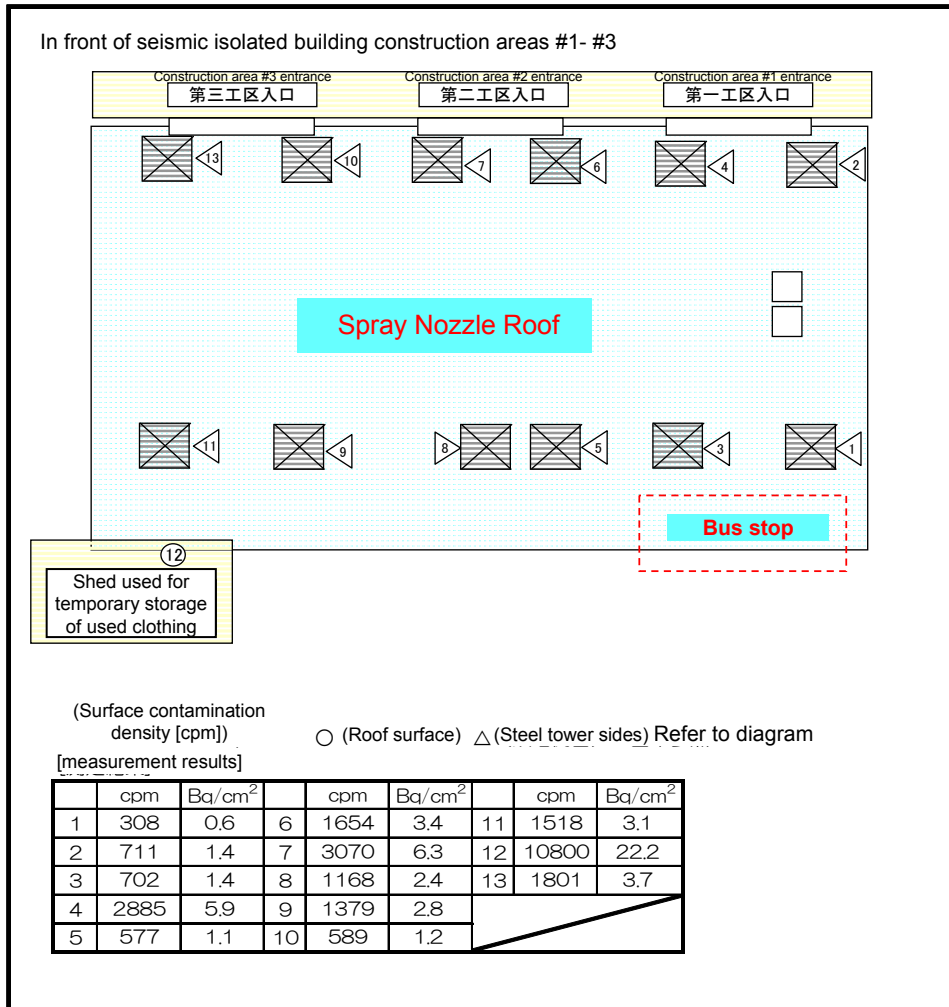 In front of seismic isolated building construction areas #1- #3
Construction area #3 entrance
Construction area #2 entrance
Construction area #1 entrance
第三工区入口
第二工区入口
第一工区入口
13
10
7
6
4
2
Spray Nozzle Roof
11
9
8
5
3
1
Bus stop
12
Shed used for
temporary storage
of used clothing
(Surface contamination
density [cpm])
○ (Roof surface) △ (Steel tower sides) Refer to diagram
[measurement results]
cpm Bq/cm² cpm Bq/cm² cpm Bq/cm²
1 308 0.6 6 1654 3.4 11 1518 3.1
2 711 1.4 7 3070 6.3 12 10800 22.2
3 702 1.4 8 1168 2.4 13 1801 3.7
4 2885 5.9 9 1379 2.8
5 577 1.1 10 589 1.2